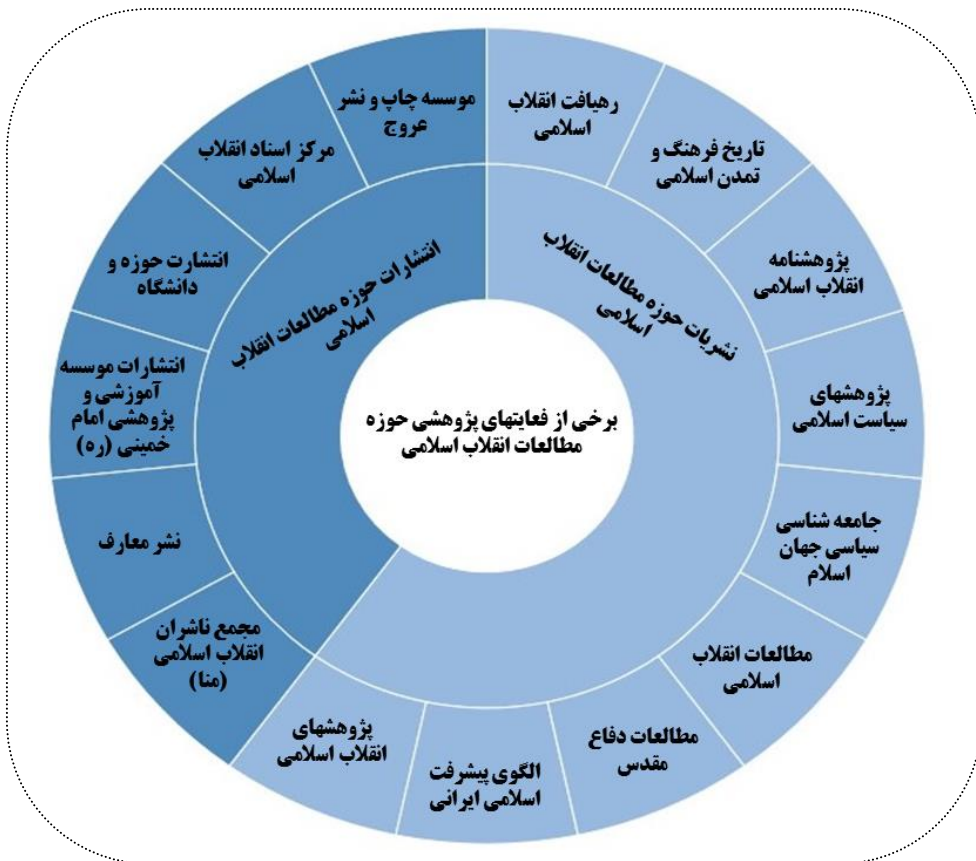 برخی از فعایتهای پژوهشی حوزه
مطالعات انقلاب اسلامی
نشریات حوزه مطالعات انقلاب
اسلامی
رهیافت انقلاب
اسلامی
تاریخ فرهنگ و
تمدن اسلامی
پژوهشنامه
انقلاب اسلامی
پژوهشهای
سیاست اسلامی
جامعه شناسی
سیاسی جهان
اسلام
مطالعات انقلاب
اسلامی
مطالعات دفاع
مقدس
الگوی پیشرفت
اسلامی ایرانی
پژوهشهای
انقلاب اسلامی
انتشارات حوزه مطالعات انقلاب
اسلامی
مجمع ناشران
انقلاب اسلامی
(منا)
نشر معارف
انتشارات موسسه
آموزشی و
پژوهشی امام
خمینی (ره)
انتشارت حوزه و
دانشگاه
مرکز اسناد انقلاب
اسلامی
موسسه چاپ و نشر
عروج